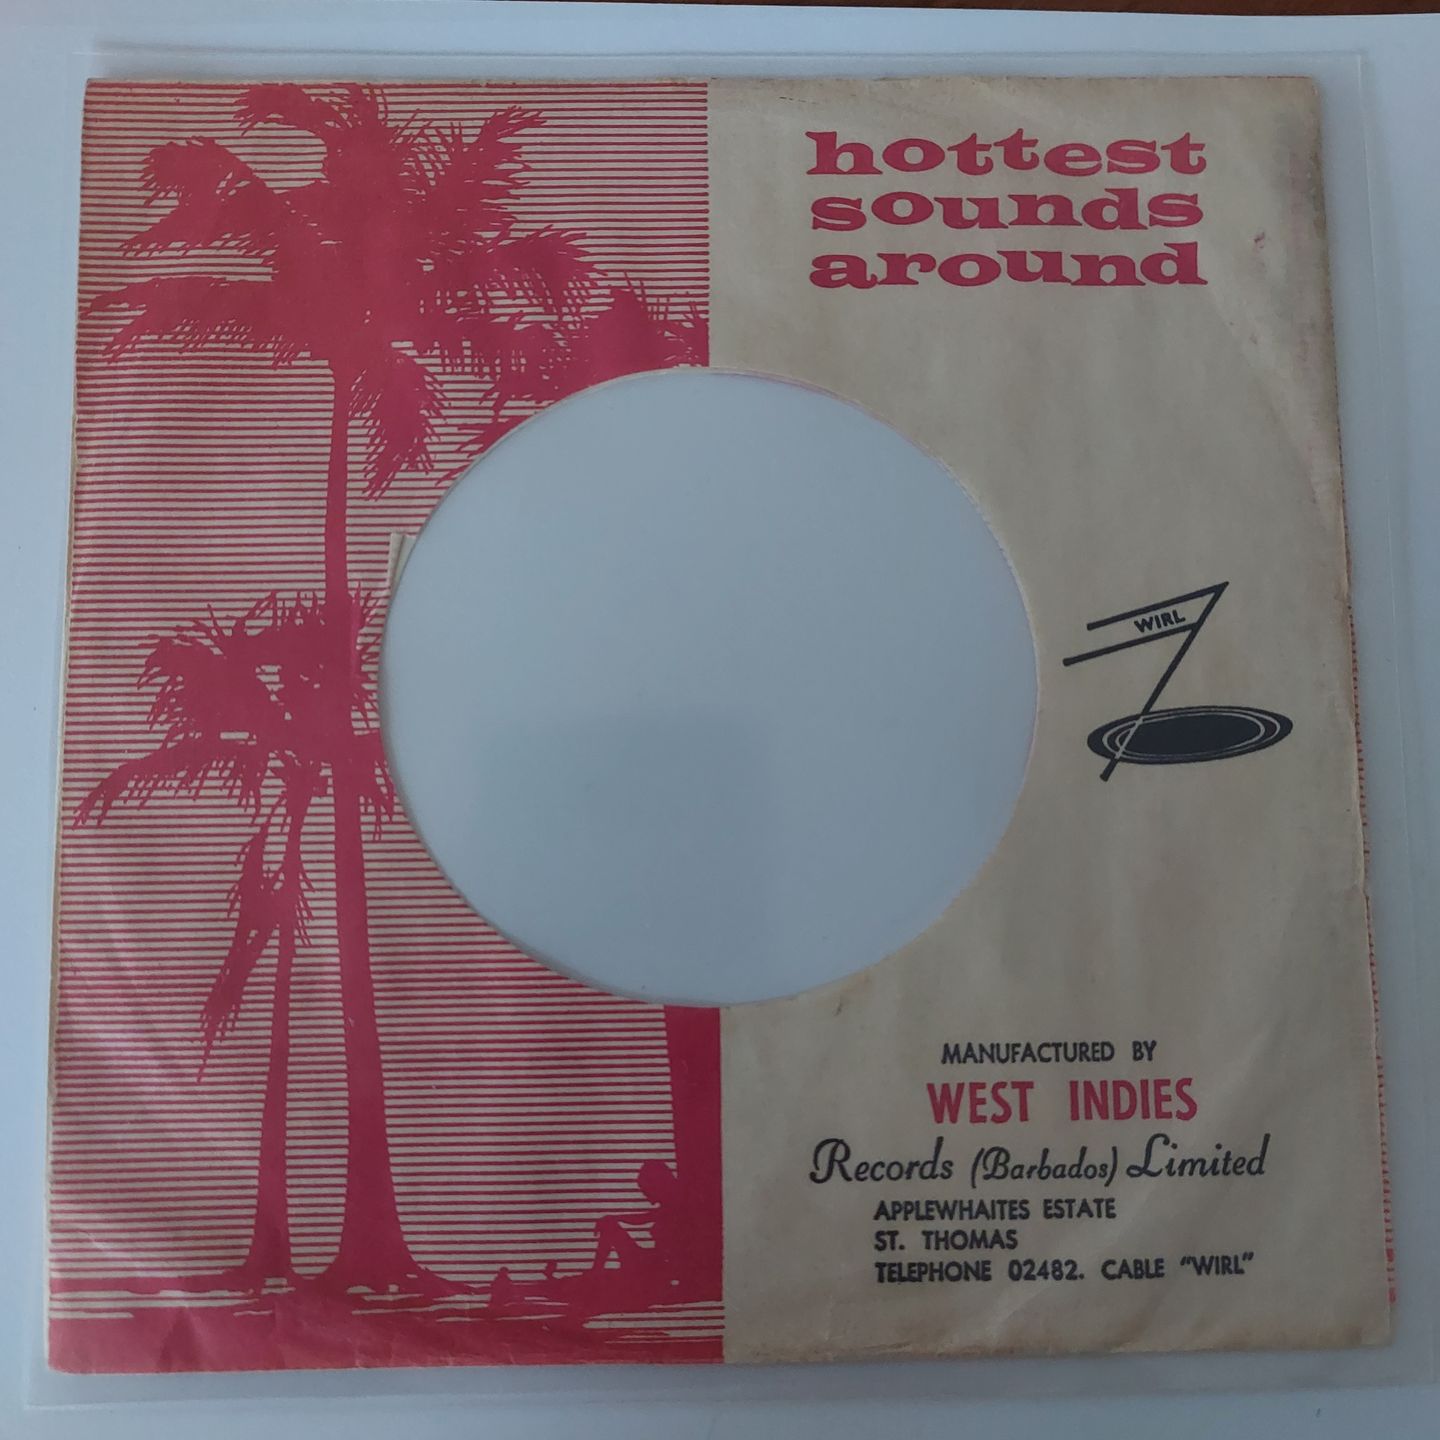 hottest
sounds
around
WIRL
MANUFACTURED BY
WEST INDIES
Records (Barbados) Limited
APPLEWHAITES ESTATE
ST. THOMAS
TELEPHONE 02482. CABLE "WIRL"